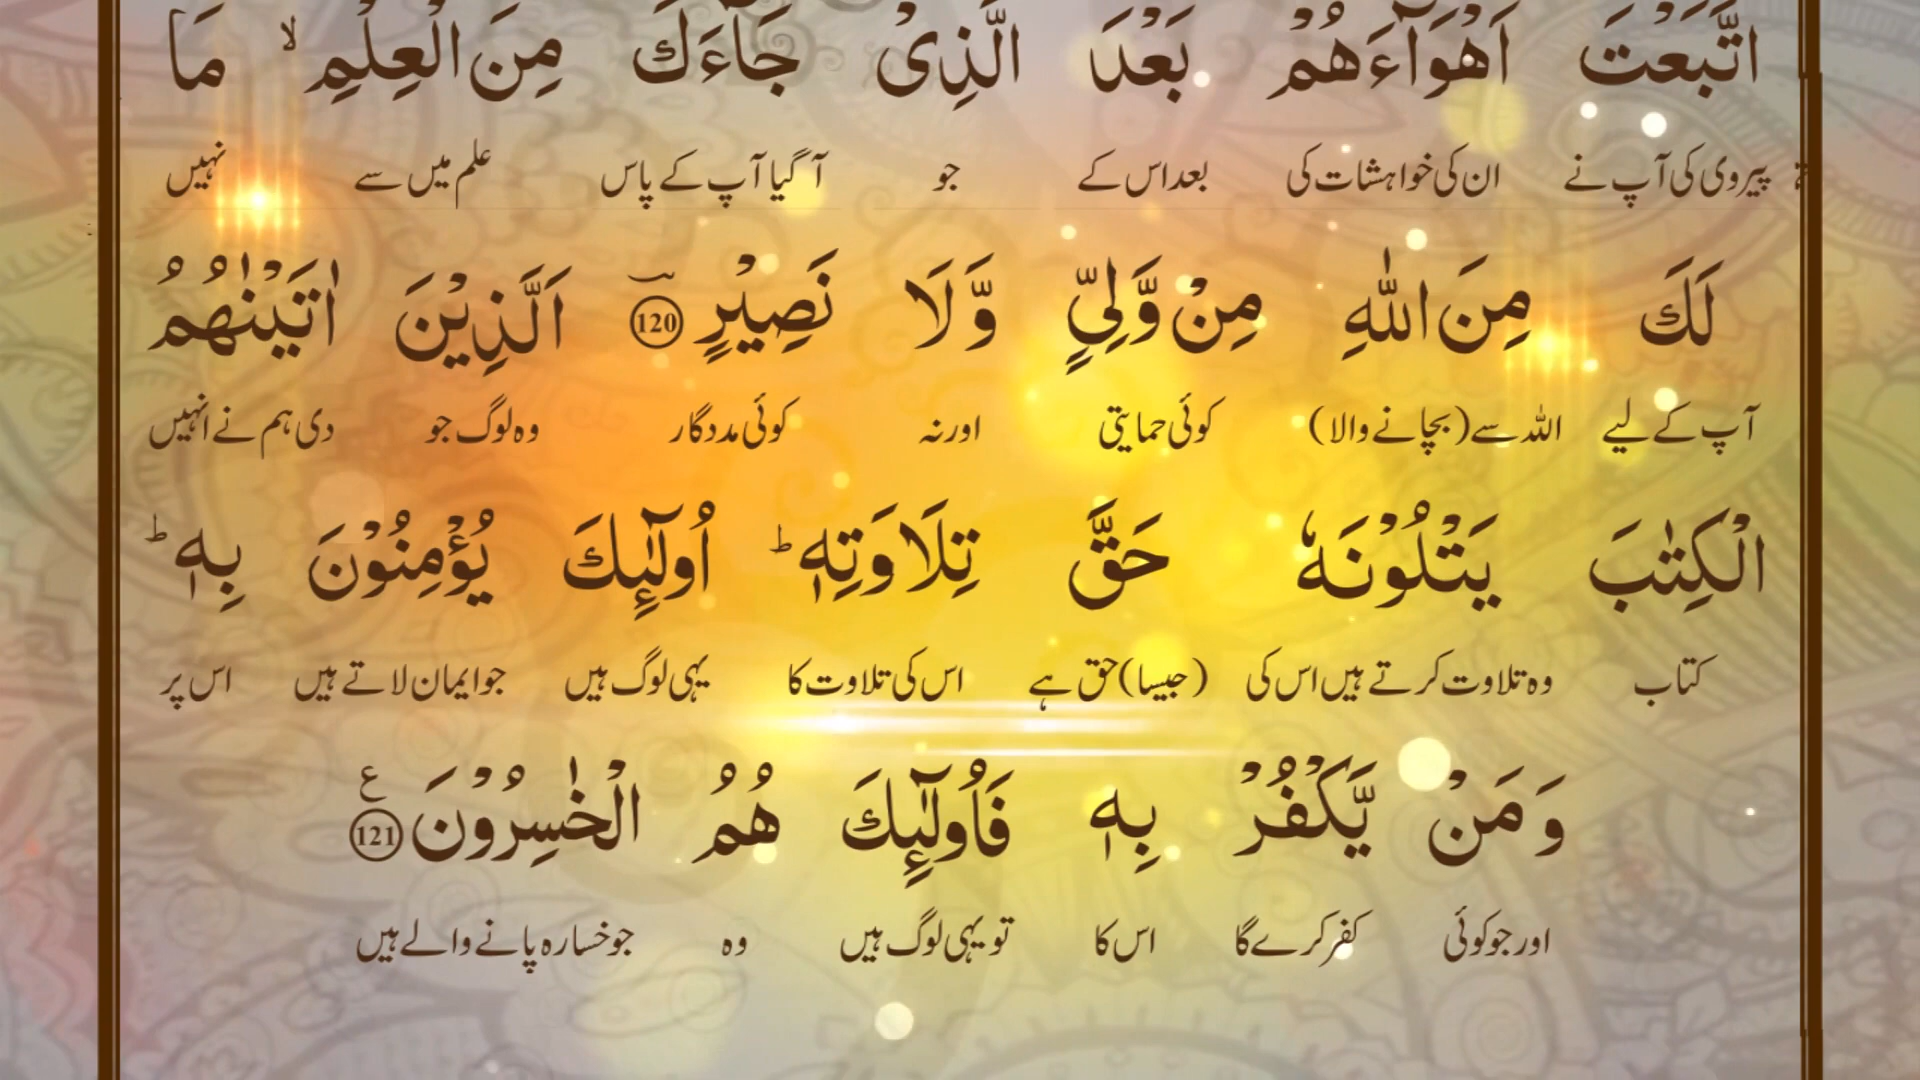 اتَّبَعْتَ اَهْوَآءَهُمْ بَعْدَ الَّذِیْ جَآءَكَ مِنَ الْعِلْمِ ۙ مَا
پیروی کی آپ نے ان کی خواہشات کی بعد اس کے جو آ گیا آپ کے پاس علم میں سے نہیں
لَكَ مِنَ اللّٰهِ مِنْ وَّلِیٍّ وَّلَا نَصِیْرٍ 120 اَلَّذِیْنَ اٰتَیْنٰهُمُ
آپ کے لیے اللہ سے (بچانے والا) کوئی حمایتی اور نہ کوئی مددگار وہ لوگ جو دی ہم نے انہیں
الْكِتٰبَ یَتْلُوْنَهٗ حَقَّ تِلَاوَتِهٖ ؕ اُولٰٓئِكَ یُؤْمِنُوْنَ بِهٖ ؕ
کتاب وہ تلاوت کرتے ہیں اس کی (جیسا) حق ہے اس کی تلاوت کا یہی لوگ ہیں جو ایمان لاتے ہیں اس پر
وَمَنْ یَّكْفُرْ بِهٖ فَاُولٰٓئِكَ هُمُ الْخٰسِرُوْنَ 121 ع
اور جو کوئی کفر کرے گا اس کا تو یہی لوگ ہیں وہ جو خسارہ پانے والے ہیں